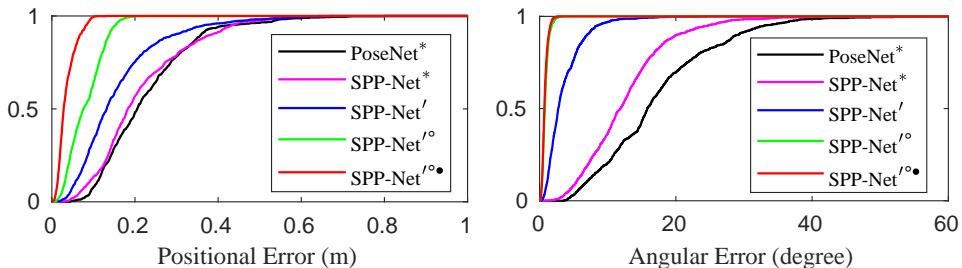 1
0.5
0
0
0.2
0.4
0.6
0.8
1
Positional Error (m)
PoseNet*
SPP-Net*
SPP-Net′
SPP-Net′°
SPP-Net′°•
1
0.5
0
0
20
40
60
Angular Error (degree)
PoseNet*
SPP-Net*
SPP-Net′
SPP-Net′°
SPP-Net′°•